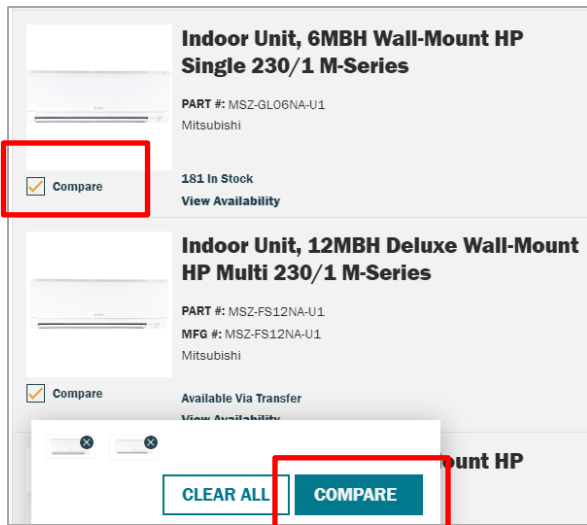 Indoor Unit, 6MBH Wall-Mount HP
Single 230/1 M-Series
PART #: MSZ-GL06NA-U1
Mitsubishi
Compare
181 In Stock
View Availability
Indoor Unit, 12MBH Deluxe Wall-Mount
HP Multi 230/1 M-Series
PART #: MSZ-FS12NA-U1
MFG #: MSZ-FS12NA-U1
Mitsubishi
Compare
Available Via Transfer
View Availability
ount HP
CLEAR ALL
COMPARE